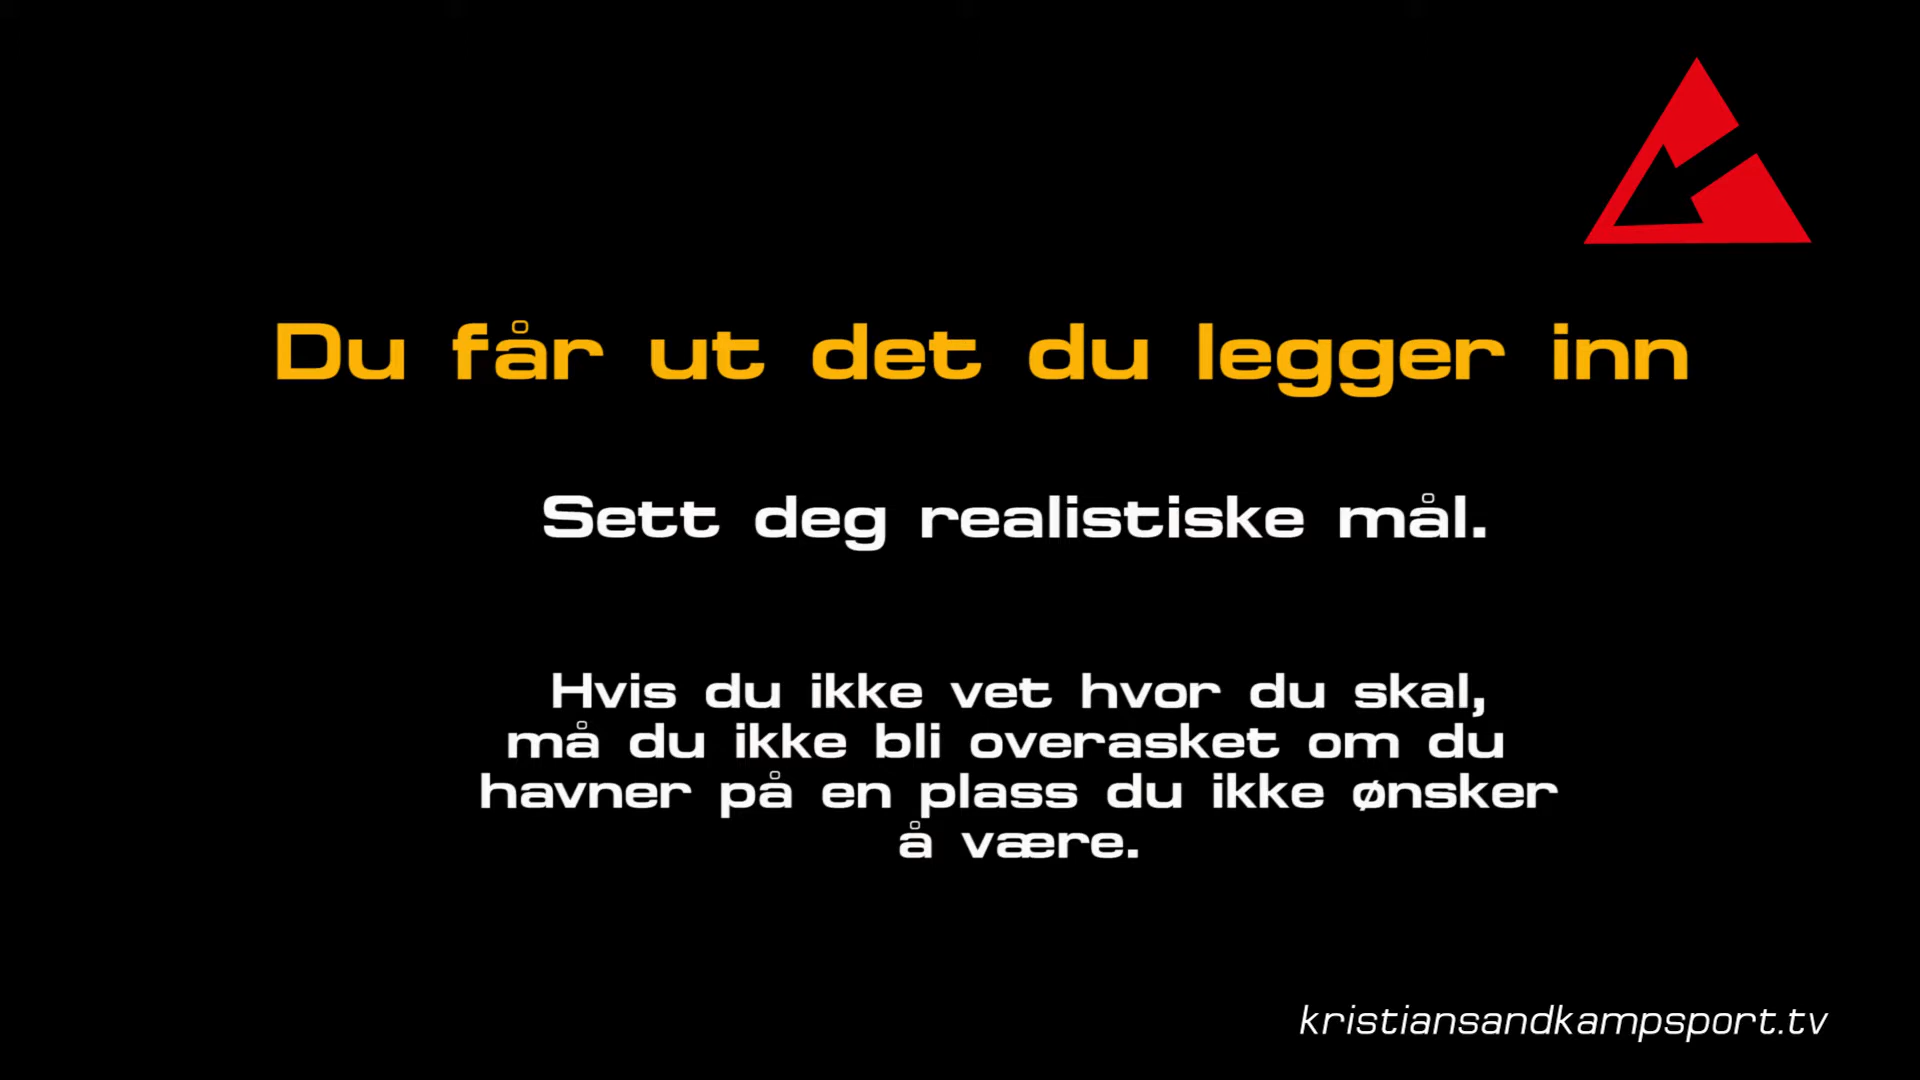 Du får ut det du legger inn
Sett deg realistiske mål.
Hvis du ikke vet hvor du skal,
må du ikke bli overasket om du
havner på en plass du ikke ønsker
å være.
kristiansandkampsport.tv